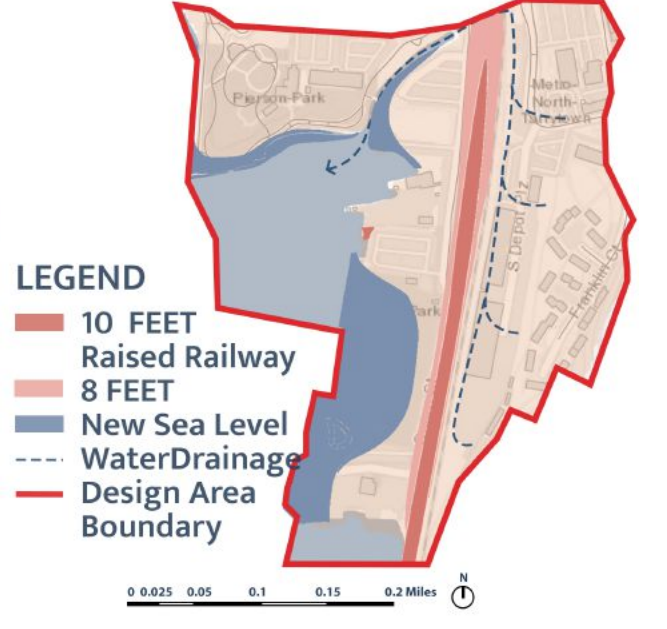 Pierson-Park
Metro-
North-
Tarrytown
S Depot Plz
Franklin Ct
Park
LEGEND
10 FEET
Raised Railway
8 FEET
New Sea Level
WaterDrainage
Design Area
Boundary
0 0.025 0.05 0.1 0.15 0.2 Miles
N